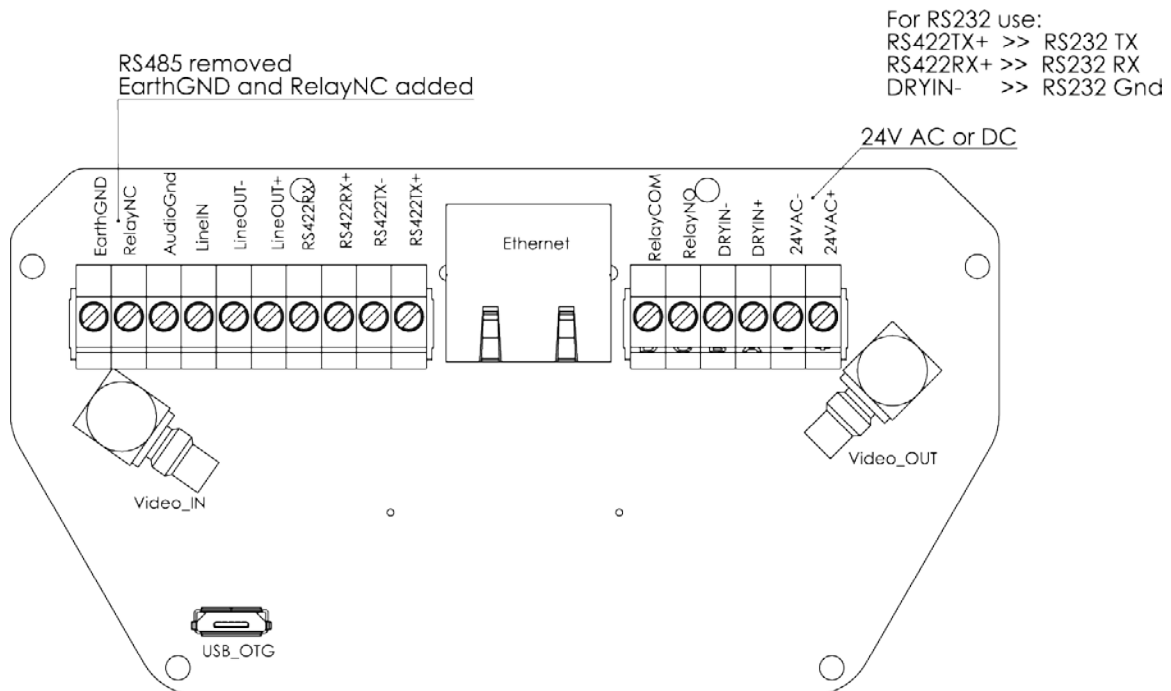 For RS232 use:
RS422TX+ >> RS232 TX
RS422RX+ >> RS232 RX
DRYIN- >> RS232 Gnd
RS485 removed
EarthGND and RelayNC added
24V AC or DC
EarthGND
RelayNC
AudioGnd
LineIN
LineOUT-
LineOUT+
RS422RX-
RS422RX+
RS422TX-
RS422TX+
Ethernet
RelayCOM
RelayNO
DRYIN-
DRYIN+
24VAC-
24VAC+
Video_IN
Video_OUT
USB_OTG